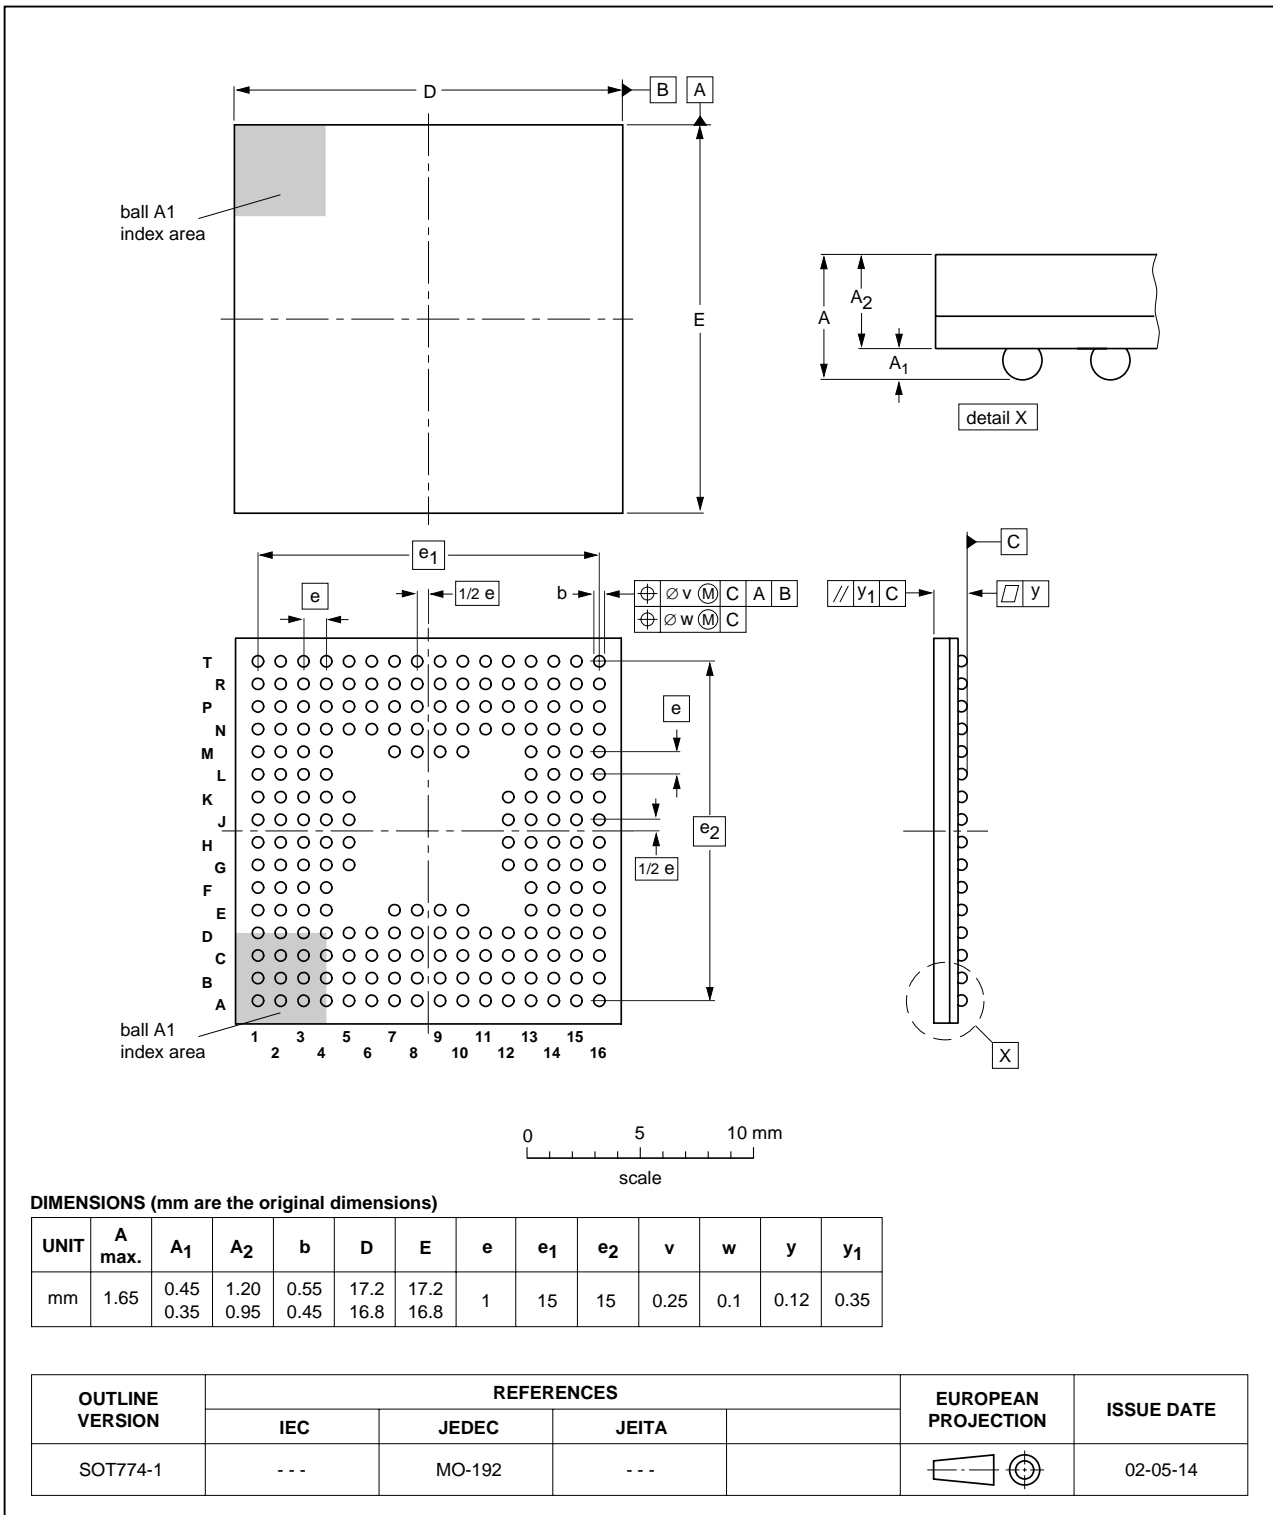 D
B
A
ball A1
index area
E
A
A2
A1
detail X
e1
e
1/2 e
b
⌖ ∅ v Ⓜ C A B
⌖ ∅ w Ⓜ C
// y1 C
C
▱ y
T
R
P
N
M
L
K
J
H
G
F
E
D
C
B
A
e
e2
1/2 e
ball A1
index area
1 3 5 7 9 11 13 15
2 4 6 8 10 12 14 16
X
0 5 10 mm
scale
DIMENSIONS (mm are the original dimensions)
UNIT A max. A1 A2 b D E e e1 e2 v w y y1
mm 1.65 0.45 0.35 1.20 0.95 0.55 0.45 17.2 16.8 17.2 16.8 1 15 15 0.25 0.1 0.12 0.35
OUTLINE VERSION REFERENCES EUROPEAN PROJECTION ISSUE DATE
IEC JEDEC JEITA
SOT774-1 - - - MO-192 - - - 02-05-14